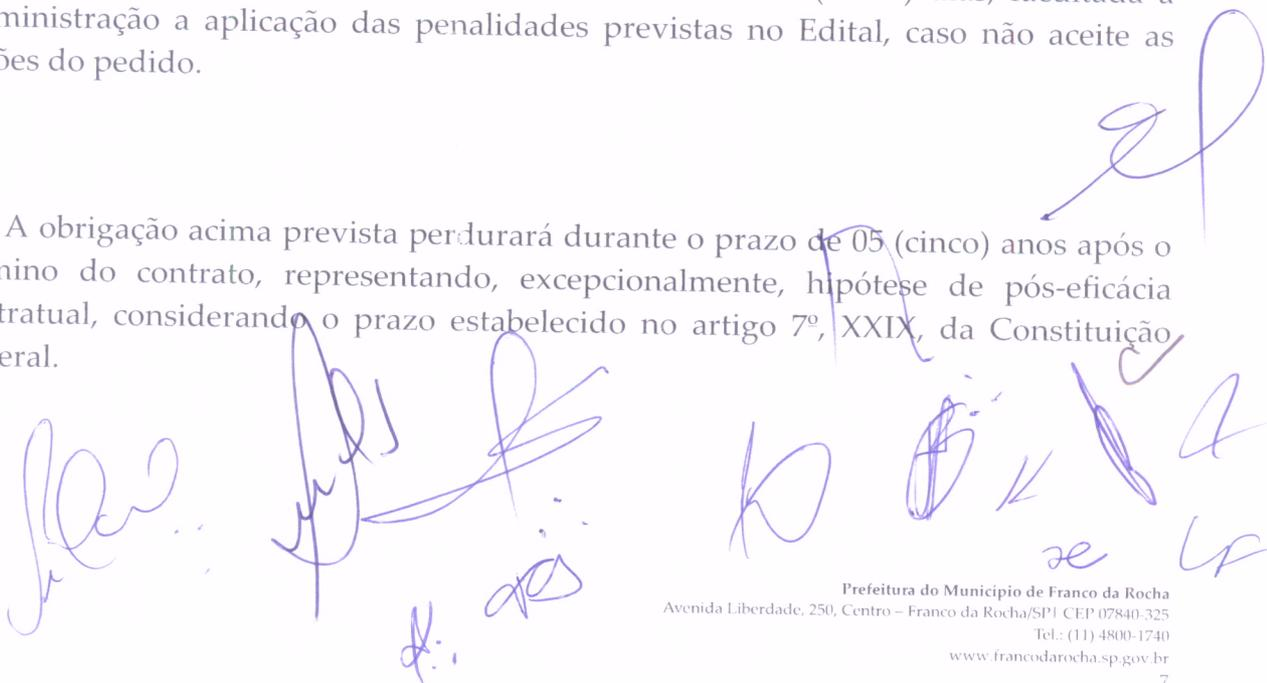 ministração a aplicação das penalidades previstas no Edital, caso não aceite as
ões do pedido.
A obrigação acima prevista perdurará durante o prazo de 05 (cinco) anos após o
mino do contrato, representando, excepcionalmente, hipótese de pós-eficácia
tratual, considerando o prazo estabelecido no artigo 7º, XXIX, da Constituição
eral.
Prefeitura do Município de Franco da Rocha
Avenida Liberdade, 250, Centro – Franco da Rocha/SP| CEP 07840-325
Tel.: (11) 4800-1740
www.francodarocha.sp.gov.br
7